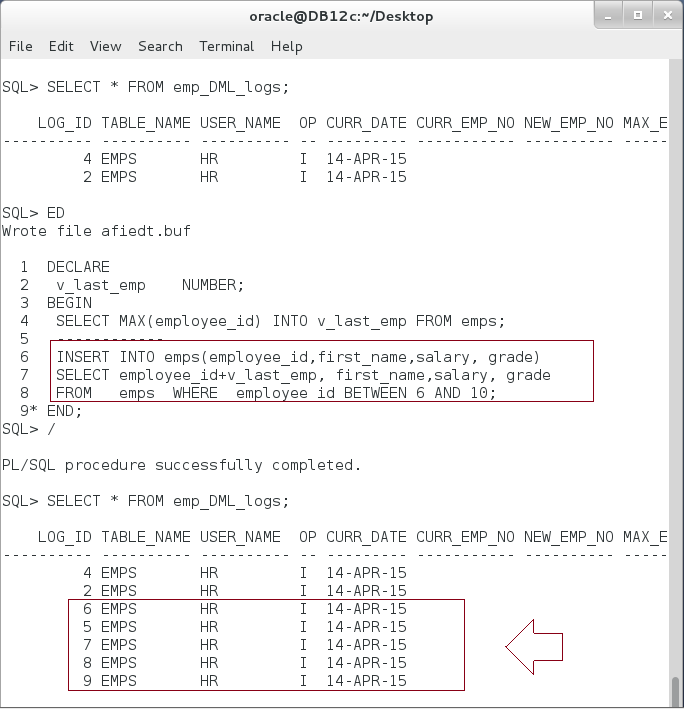 oracle@DB12c:~/Desktop
File Edit View Search Terminal Help
SQL> SELECT * FROM emp_DML_logs;
    LOG_ID TABLE_NAME USER_NAME  OP CURR_DATE CURR_EMP_NO NEW_EMP_NO MAX_E
---------- ---------- ---------- -- --------- ----------- ---------- -----
         4 EMPS       HR         I  14-APR-15
         2 EMPS       HR         I  14-APR-15
SQL> ED
Wrote file afiedt.buf
  1  DECLARE
  2   v_last_emp    NUMBER;
  3  BEGIN
  4   SELECT MAX(employee_id) INTO v_last_emp FROM emps;
  5   ------------
  6   INSERT INTO emps(employee_id,first_name,salary, grade)
  7   SELECT employee_id+v_last_emp, first_name,salary, grade
  8   FROM   emps  WHERE  employee_id BETWEEN 6 AND 10;
  9* END;
SQL> /
PL/SQL procedure successfully completed.
SQL> SELECT * FROM emp_DML_logs;
    LOG_ID TABLE_NAME USER_NAME  OP CURR_DATE CURR_EMP_NO NEW_EMP_NO MAX_E
---------- ---------- ---------- -- --------- ----------- ---------- -----
         4 EMPS       HR         I  14-APR-15
         2 EMPS       HR         I  14-APR-15
         6 EMPS       HR         I  14-APR-15
         5 EMPS       HR         I  14-APR-15
         7 EMPS       HR         I  14-APR-15
         8 EMPS       HR         I  14-APR-15
         9 EMPS       HR         I  14-APR-15